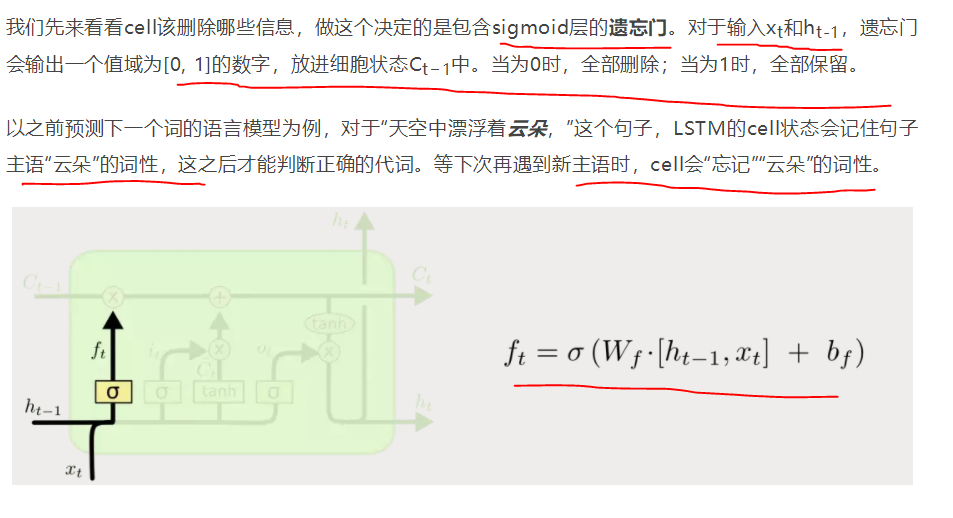 我们先来看看cell该删除哪些信息，做这个决定的是包含sigmoid层的遗忘门。对于输入xₜ和hₜ₋₁，遗忘门
会输出一个值域为[0, 1]的数字，放进细胞状态Cₜ₋₁中。当为0时，全部删除；当为1时，全部保留。
以之前预测下一个词的语言模型为例，对于“天空中漂浮着云朵，”这个句子，LSTM的cell状态会记住句子
主语“云朵”的词性，这之后才能判断正确的代词。等下次再遇到新主语时，cell会“忘记”“云朵”的词性。
hₜ
Cₜ₋₁
Cₜ
tanh
fₜ
iₜ
oₜ
C̃ₜ
σ
σ
tanh
σ
hₜ₋₁
hₜ
xₜ
fₜ = σ (W_f·[hₜ₋₁, xₜ] + b_f)